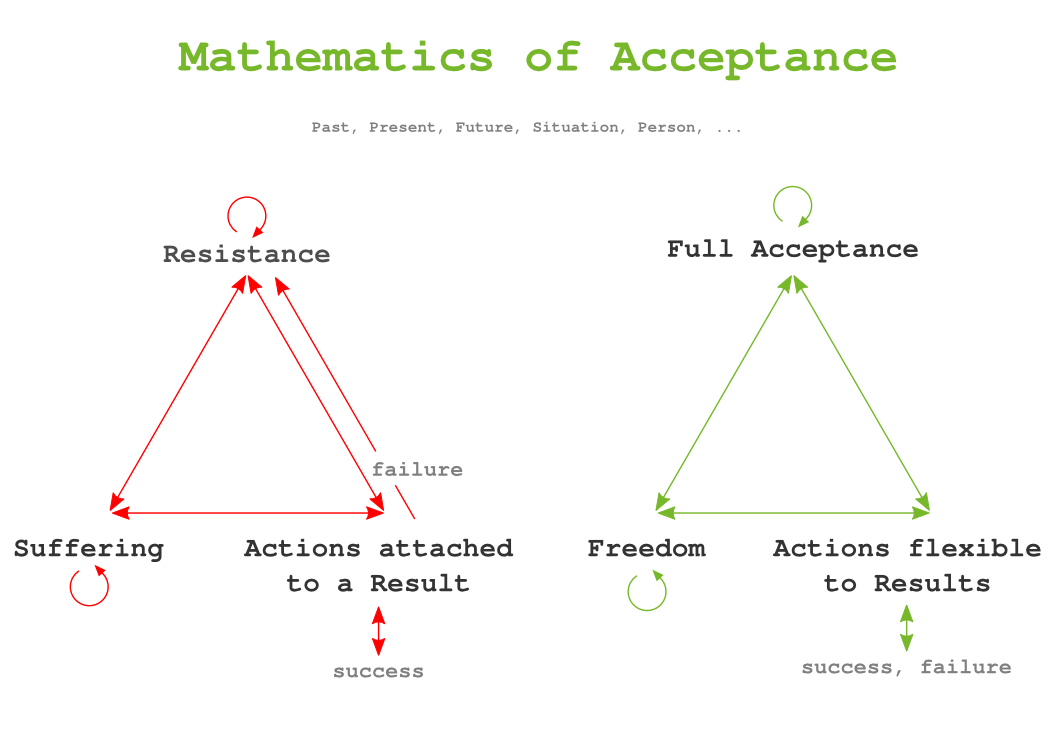 Mathematics of Acceptance
Past, Present, Future, Situation, Person, ...
Resistance
failure
Suffering
Actions attached
to a Result
success
Full Acceptance
Freedom
Actions flexible
to Results
success, failure